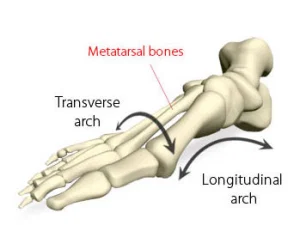 Metatarsal bones
Transverse
arch
Longitudinal
arch